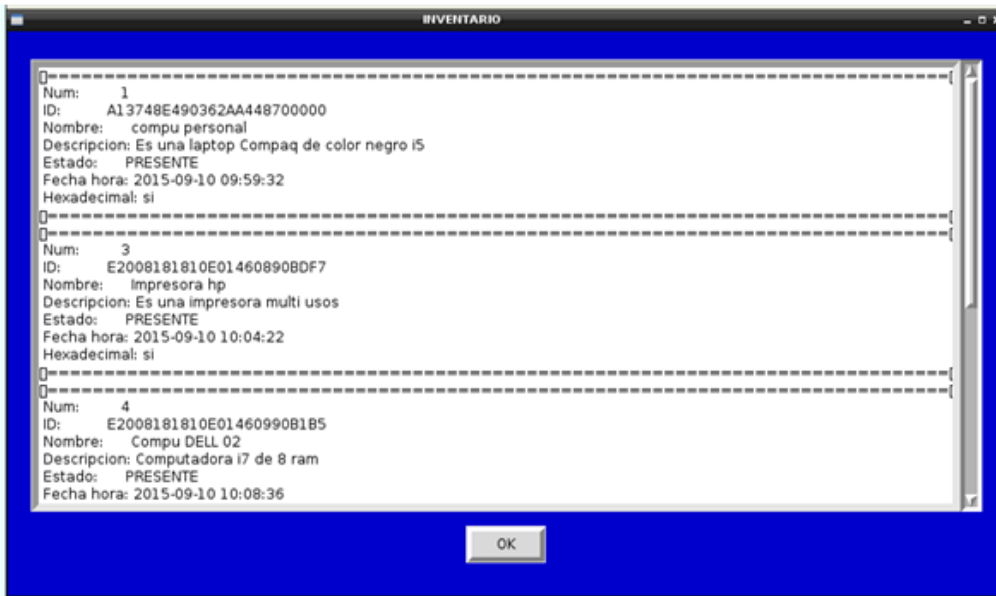 INVENTARIO
Num: 1
ID: A13748E490362AA448700000
Nombre: compu personal
Descripcion: Es una laptop Compaq de color negro i5
Estado: PRESENTE
Fecha hora: 2015-09-10 09:59:32
Hexadecimal: si
Num: 3
ID: E2008181810E01460890BDF7
Nombre: Impresora hp
Descripcion: Es una impresora multi usos
Estado: PRESENTE
Fecha hora: 2015-09-10 10:04:22
Hexadecimal: si
Num: 4
ID: E2008181810E01460990B1B5
Nombre: Compu DELL 02
Descripcion: Computadora i7 de 8 ram
Estado: PRESENTE
Fecha hora: 2015-09-10 10:08:36
OK